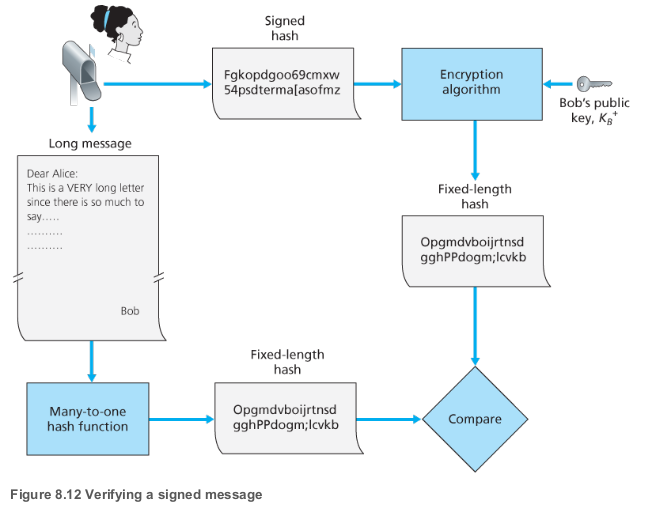 Signed
hash
Fgkopdgoo69cmxw
54psdterma[asofmz
Encryption
algorithm
Bob's public
key, K_B^+
Long message
Dear Alice:
This is a VERY long letter
since there is so much to
say.....
..........
..........
Bob
Fixed-length
hash
Opgmdvboijrtnsd
gghPPdogm;lcvkb
Many-to-one
hash function
Fixed-length
hash
Opgmdvboijrtnsd
gghPPdogm;lcvkb
Compare
Figure 8.12 Verifying a signed message